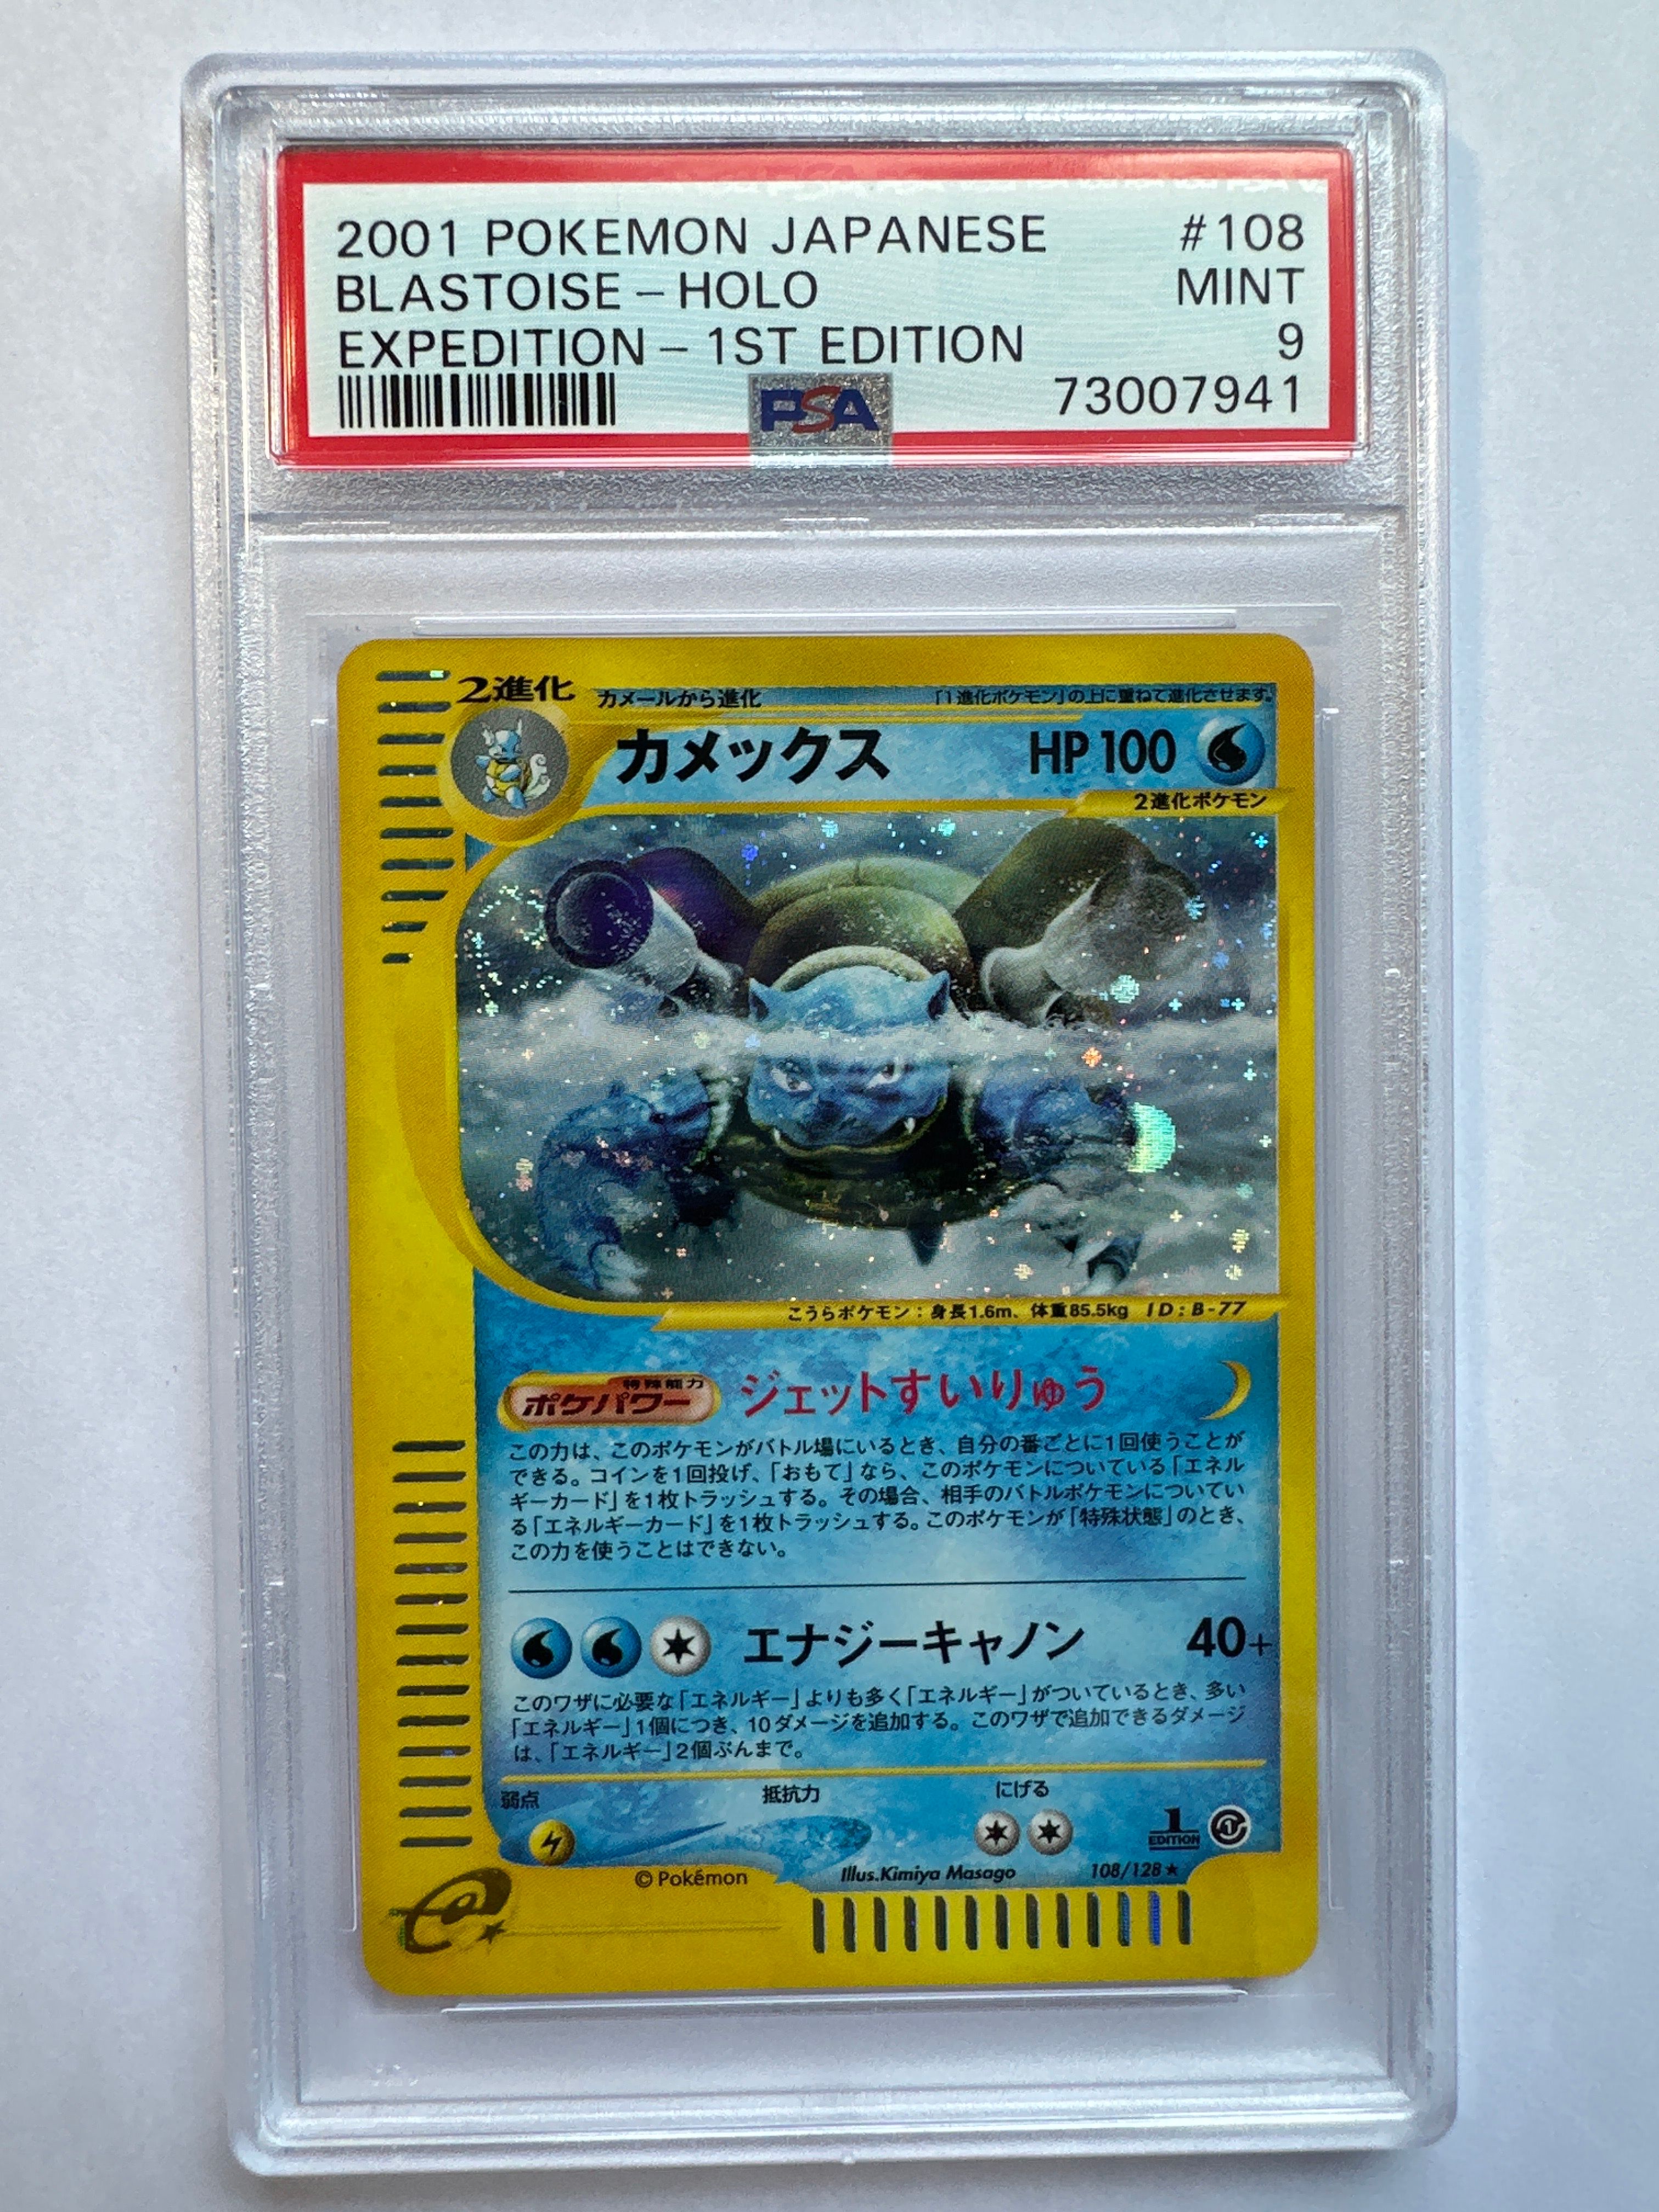 2001 POKEMON JAPANESE #108
BLASTOISE-HOLO MINT
EXPEDITION-1ST EDITION 9
PSA 73007941
2進化 カメールから進化 「1進化ポケモン」の上に重ねて進化させます。
カメックス HP 100
2進化ポケモン
こうらポケモン：身長1.6m、体重85.5kg ID:B-77
特殊能力
ポケパワー ジェットすいりゅう
この力は、このポケモンがバトル場にいるとき、自分の番ごとに1回使うことが
できる。コインを1回投げ、「おもて」なら、このポケモンについている「エネル
ギーカード」を1枚トラッシュする。その場合、相手のバトルポケモンについてい
る「エネルギーカード」を1枚トラッシュする。このポケモンが「特殊状態」のとき、
この力を使うことはできない。
エナジーキャノン 40+
このワザに必要な「エネルギー」よりも多く「エネルギー」がついているとき、多い
「エネルギー」1個につき、10ダメージを追加する。このワザで追加できるダメージ
は、「エネルギー」2個ぶんまで。
弱点 抵抗力 にげる
1
EDITION
© Pokémon Illus.Kimiya Masago 108/128★
e